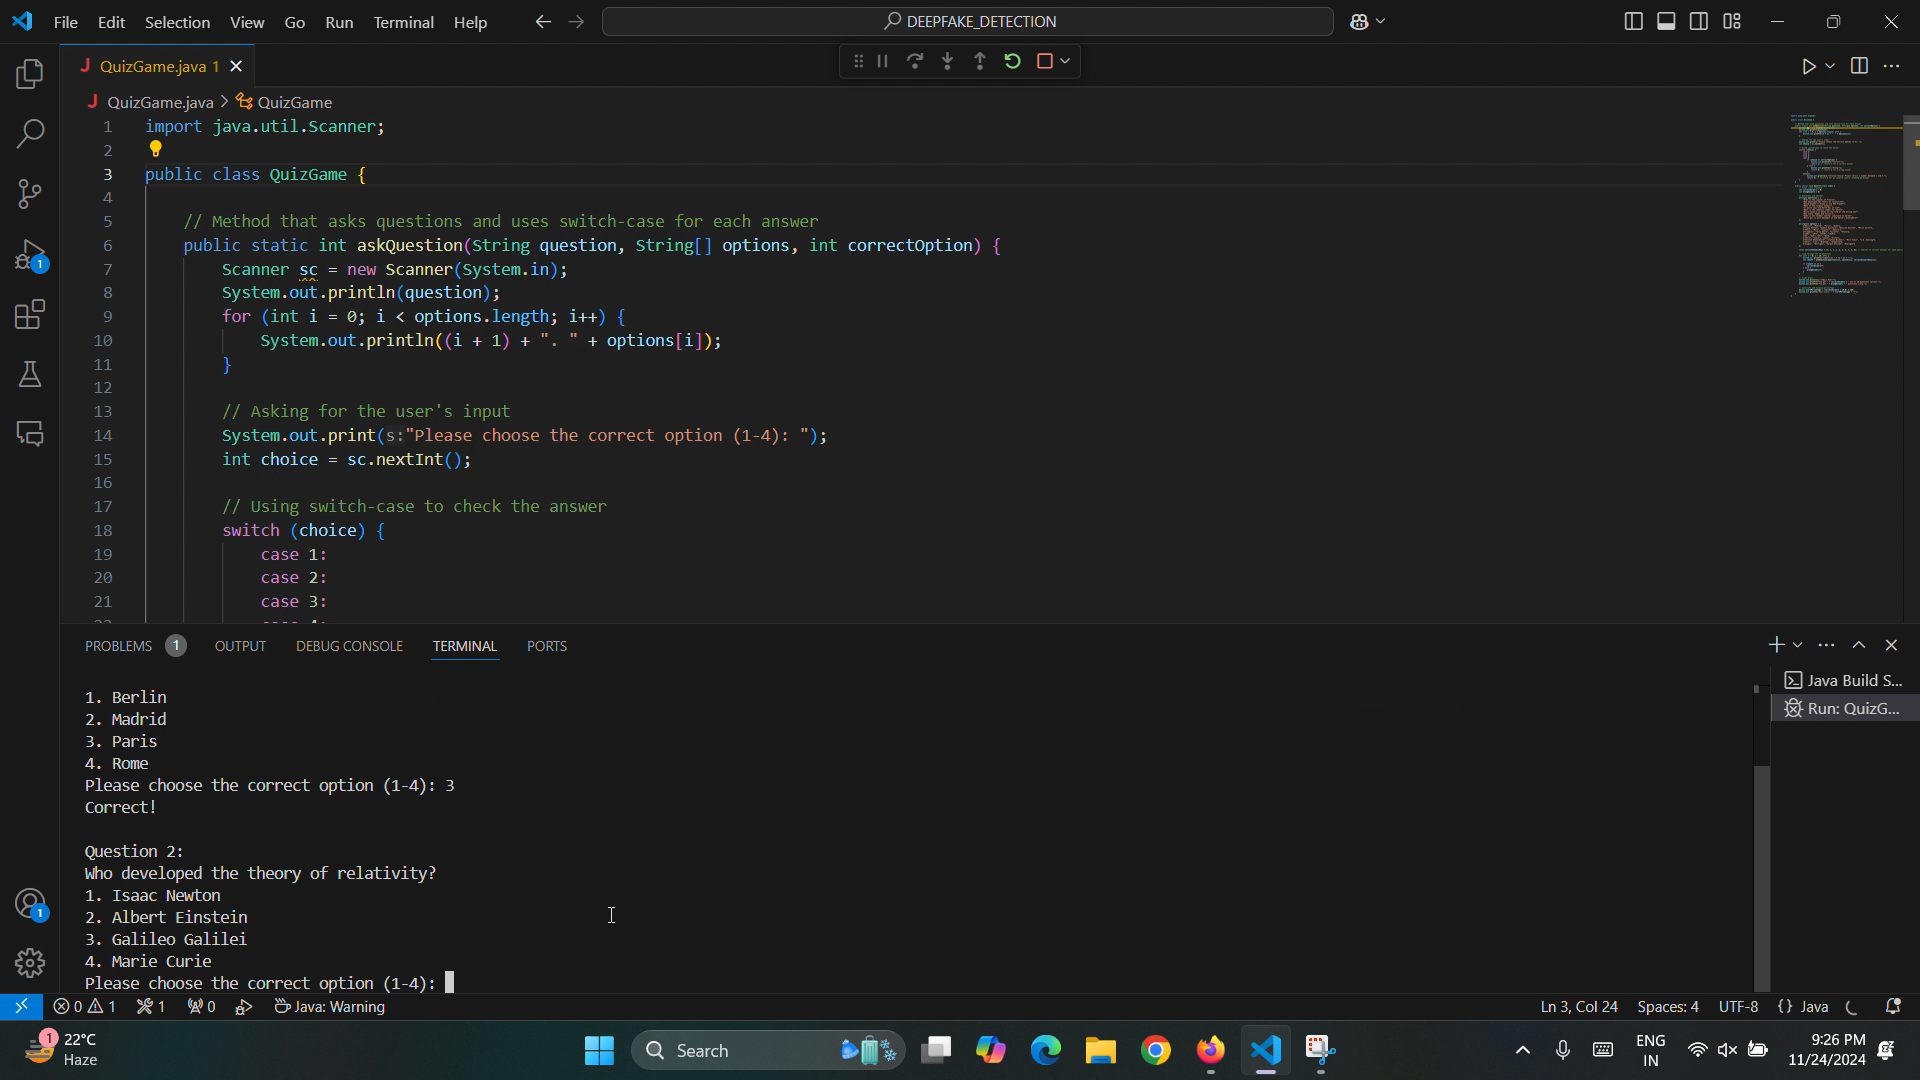 File Edit Selection View Go Run Terminal Help DEEPFAKE_DETECTION
J QuizGame.java 1
J QuizGame.java > QuizGame
1 import java.util.Scanner;
2
3 public class QuizGame {
4
5 // Method that asks questions and uses switch-case for each answer
6 public static int askQuestion(String question, String[] options, int correctOption) {
7 Scanner sc = new Scanner(System.in);
8 System.out.println(question);
9 for (int i = 0; i < options.length; i++) {
10 System.out.println((i + 1) + ". " + options[i]);
11 }
12
13 // Asking for the user's input
14 System.out.print(s:"Please choose the correct option (1-4): ");
15 int choice = sc.nextInt();
16
17 // Using switch-case to check the answer
18 switch (choice) {
19 case 1:
20 case 2:
21 case 3:
PROBLEMS 1 OUTPUT DEBUG CONSOLE TERMINAL PORTS
1. Berlin
2. Madrid
3. Paris
4. Rome
Please choose the correct option (1-4): 3
Correct!
Question 2:
Who developed the theory of relativity?
1. Isaac Newton
2. Albert Einstein
3. Galileo Galilei
4. Marie Curie
Please choose the correct option (1-4):
Java Build S...
Run: QuizG...
1
1
0 1 1 0 Java: Warning Ln 3, Col 24 Spaces: 4 UTF-8 {} Java
1 22°C
Haze
Search
ENG
IN
9:26 PM
11/24/2024